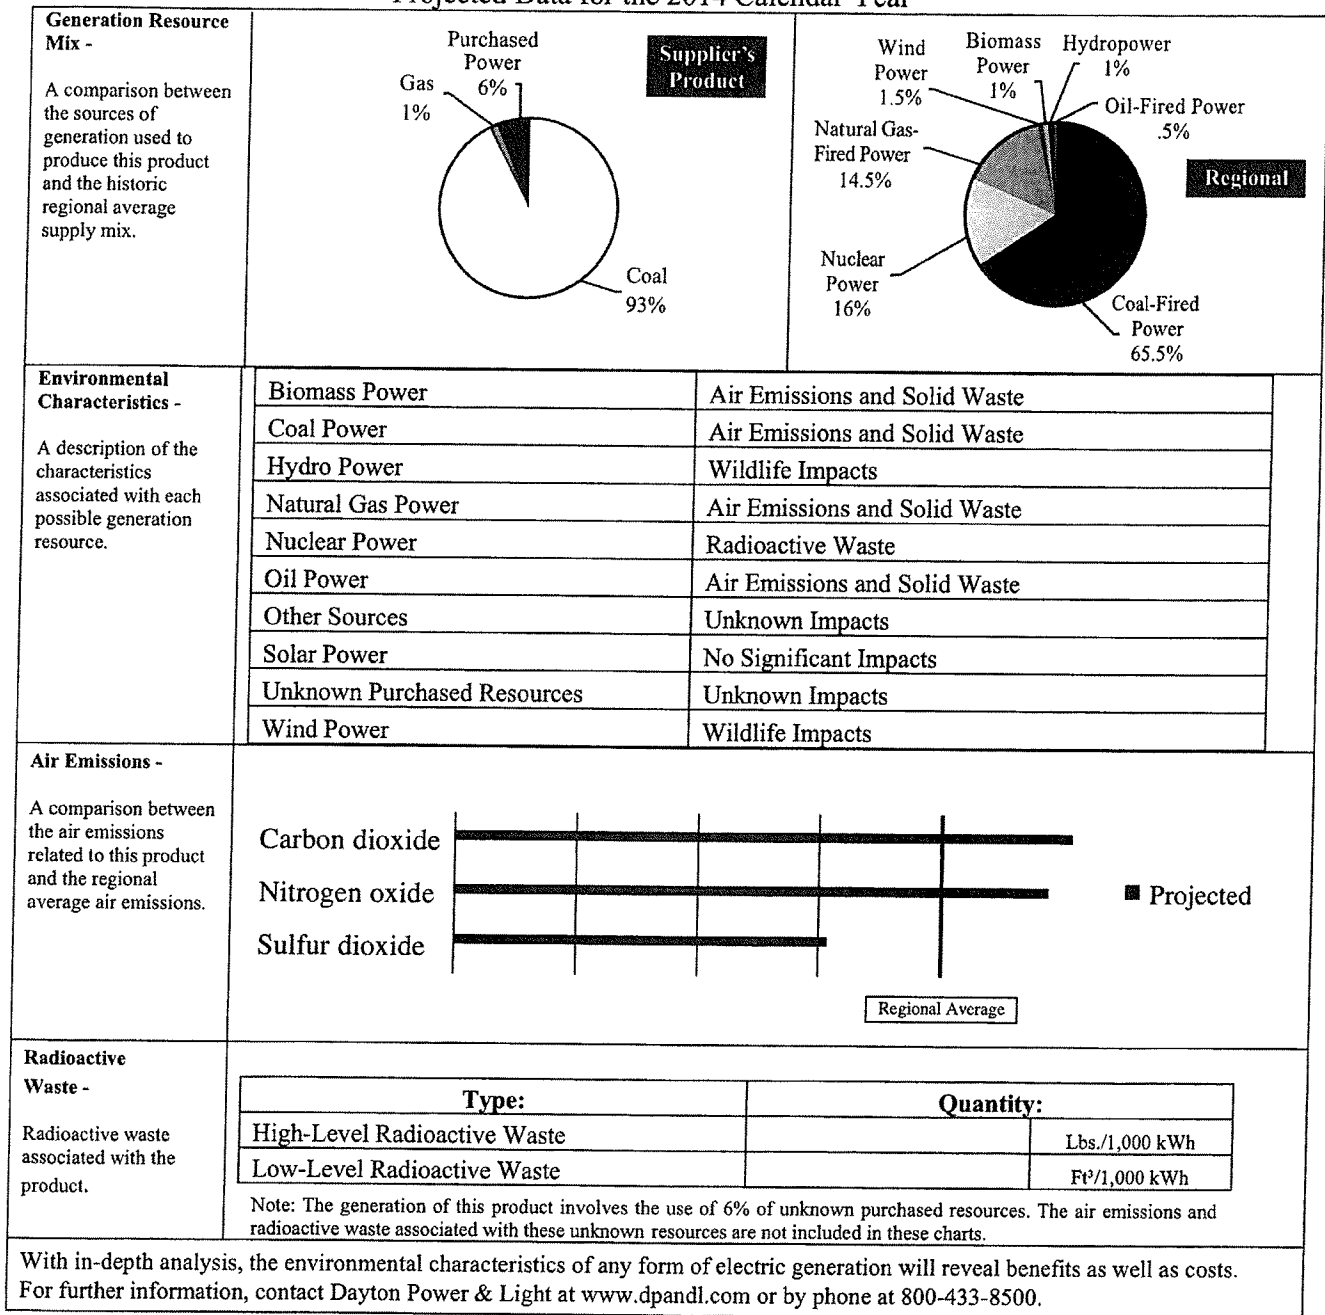 Projected Data for the 2014 Calendar Year
Generation Resource
Mix -
A comparison between
the sources of
generation used to
produce this product
and the historic
regional average
supply mix.
Purchased
Power
6%
Gas
1%
Supplier's
Product
Coal
93%
Wind
Power
1.5%
Biomass
Power
1%
Hydropower
1%
Oil-Fired Power
.5%
Natural Gas-
Fired Power
14.5%
Regional
Nuclear
Power
16%
Coal-Fired
Power
65.5%
Environmental
Characteristics -
A description of the
characteristics
associated with each
possible generation
resource.
Biomass Power Air Emissions and Solid Waste
Coal Power Air Emissions and Solid Waste
Hydro Power Wildlife Impacts
Natural Gas Power Air Emissions and Solid Waste
Nuclear Power Radioactive Waste
Oil Power Air Emissions and Solid Waste
Other Sources Unknown Impacts
Solar Power No Significant Impacts
Unknown Purchased Resources Unknown Impacts
Wind Power Wildlife Impacts
Air Emissions -
A comparison between
the air emissions
related to this product
and the regional
average air emissions.
Carbon dioxide
Nitrogen oxide
Sulfur dioxide
Projected
Regional Average
Radioactive
Waste -
Radioactive waste
associated with the
product.
Type: Quantity:
High-Level Radioactive Waste Lbs./1,000 kWh
Low-Level Radioactive Waste Ft³/1,000 kWh
Note: The generation of this product involves the use of 6% of unknown purchased resources. The air emissions and
radioactive waste associated with these unknown resources are not included in these charts.
With in-depth analysis, the environmental characteristics of any form of electric generation will reveal benefits as well as costs.
For further information, contact Dayton Power & Light at www.dpandl.com or by phone at 800-433-8500.